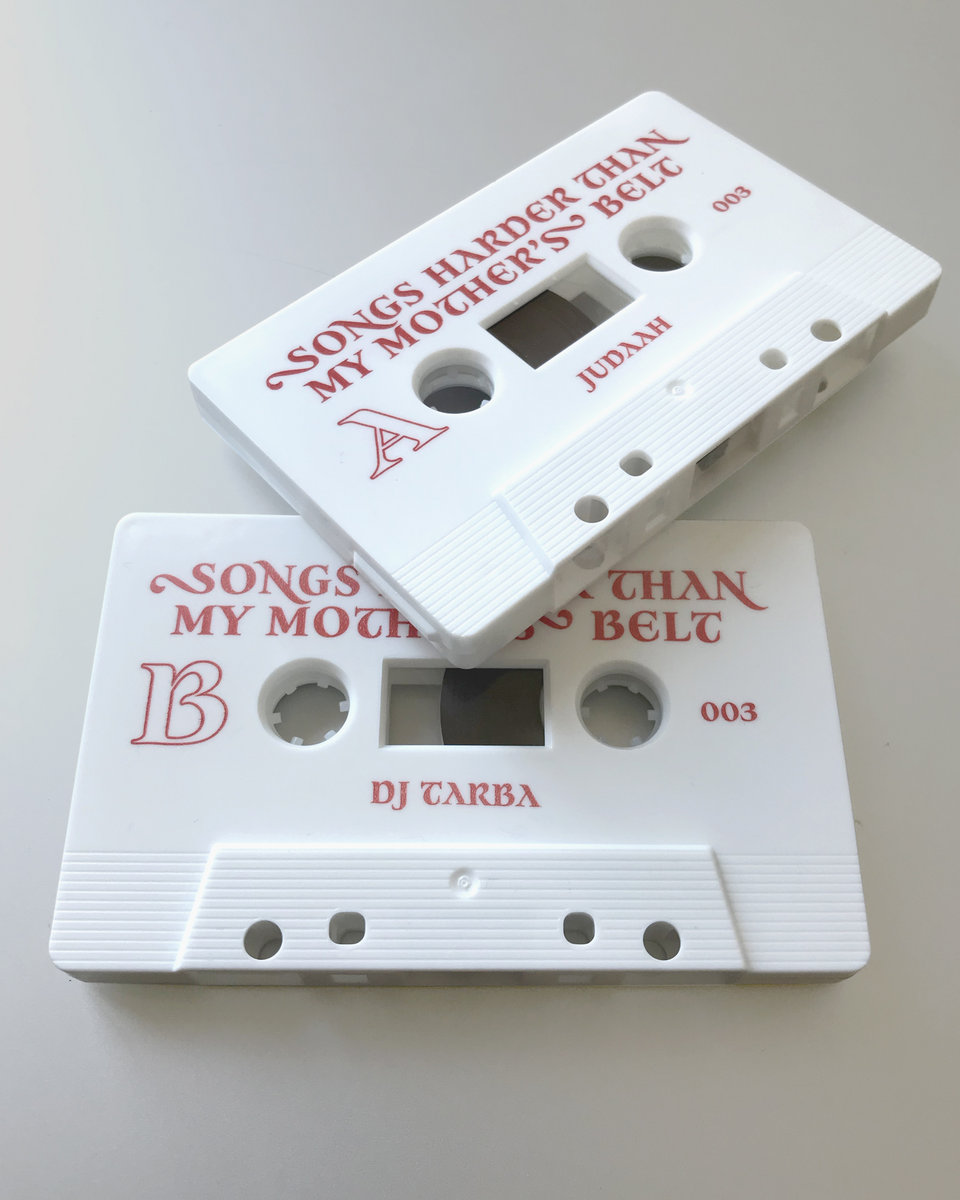 SONGS HARDER THAN
MY MOTHER'S BELT
003
A
JUDAAH
SONGS THAN
MY BELT
B
003
DJ TARBA